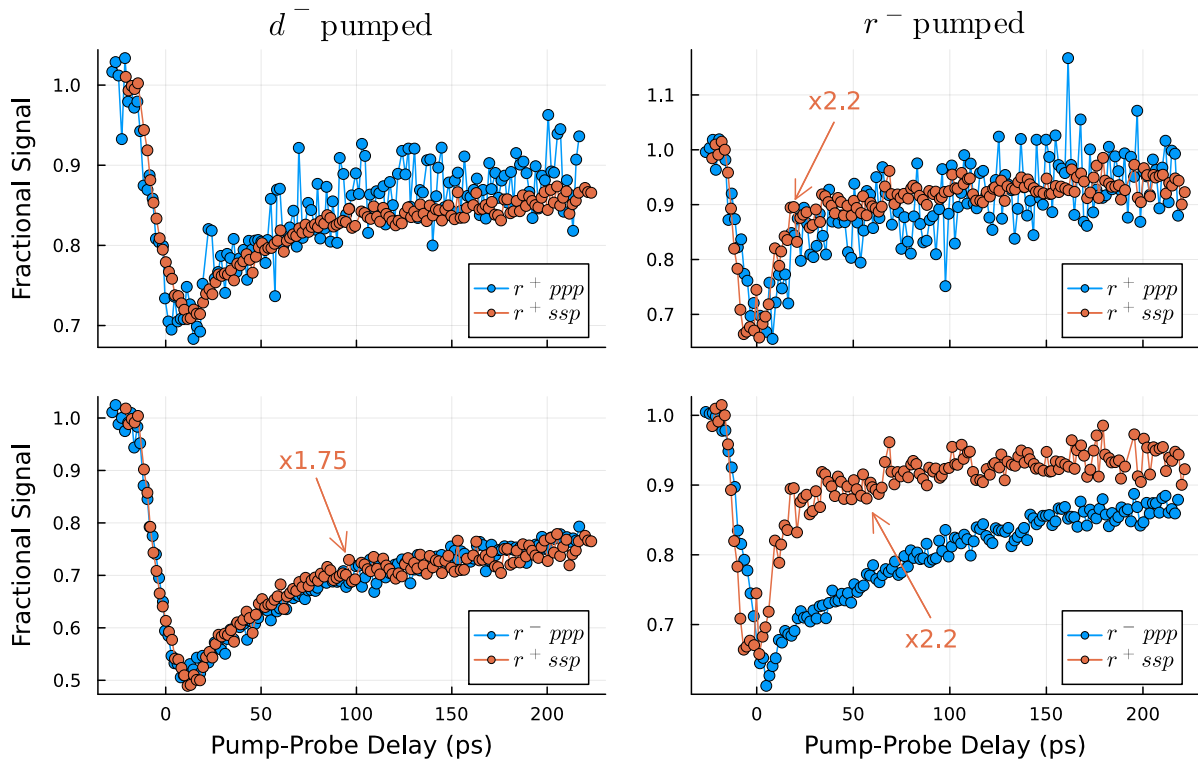 d⁻ pumped
r⁻ pumped
Fractional Signal
1.0
0.9
0.8
0.7
r⁺ ppp
r⁺ ssp
1.1
1.0
0.9
0.8
0.7
x2.2
r⁺ ppp
r⁺ ssp
Fractional Signal
1.0
0.9
0.8
0.7
0.6
0.5
x1.75
r⁻ ppp
r⁺ ssp
0 50 100 150 200
Pump-Probe Delay (ps)
1.0
0.9
0.8
0.7
x2.2
r⁻ ppp
r⁺ ssp
0 50 100 150 200
Pump-Probe Delay (ps)